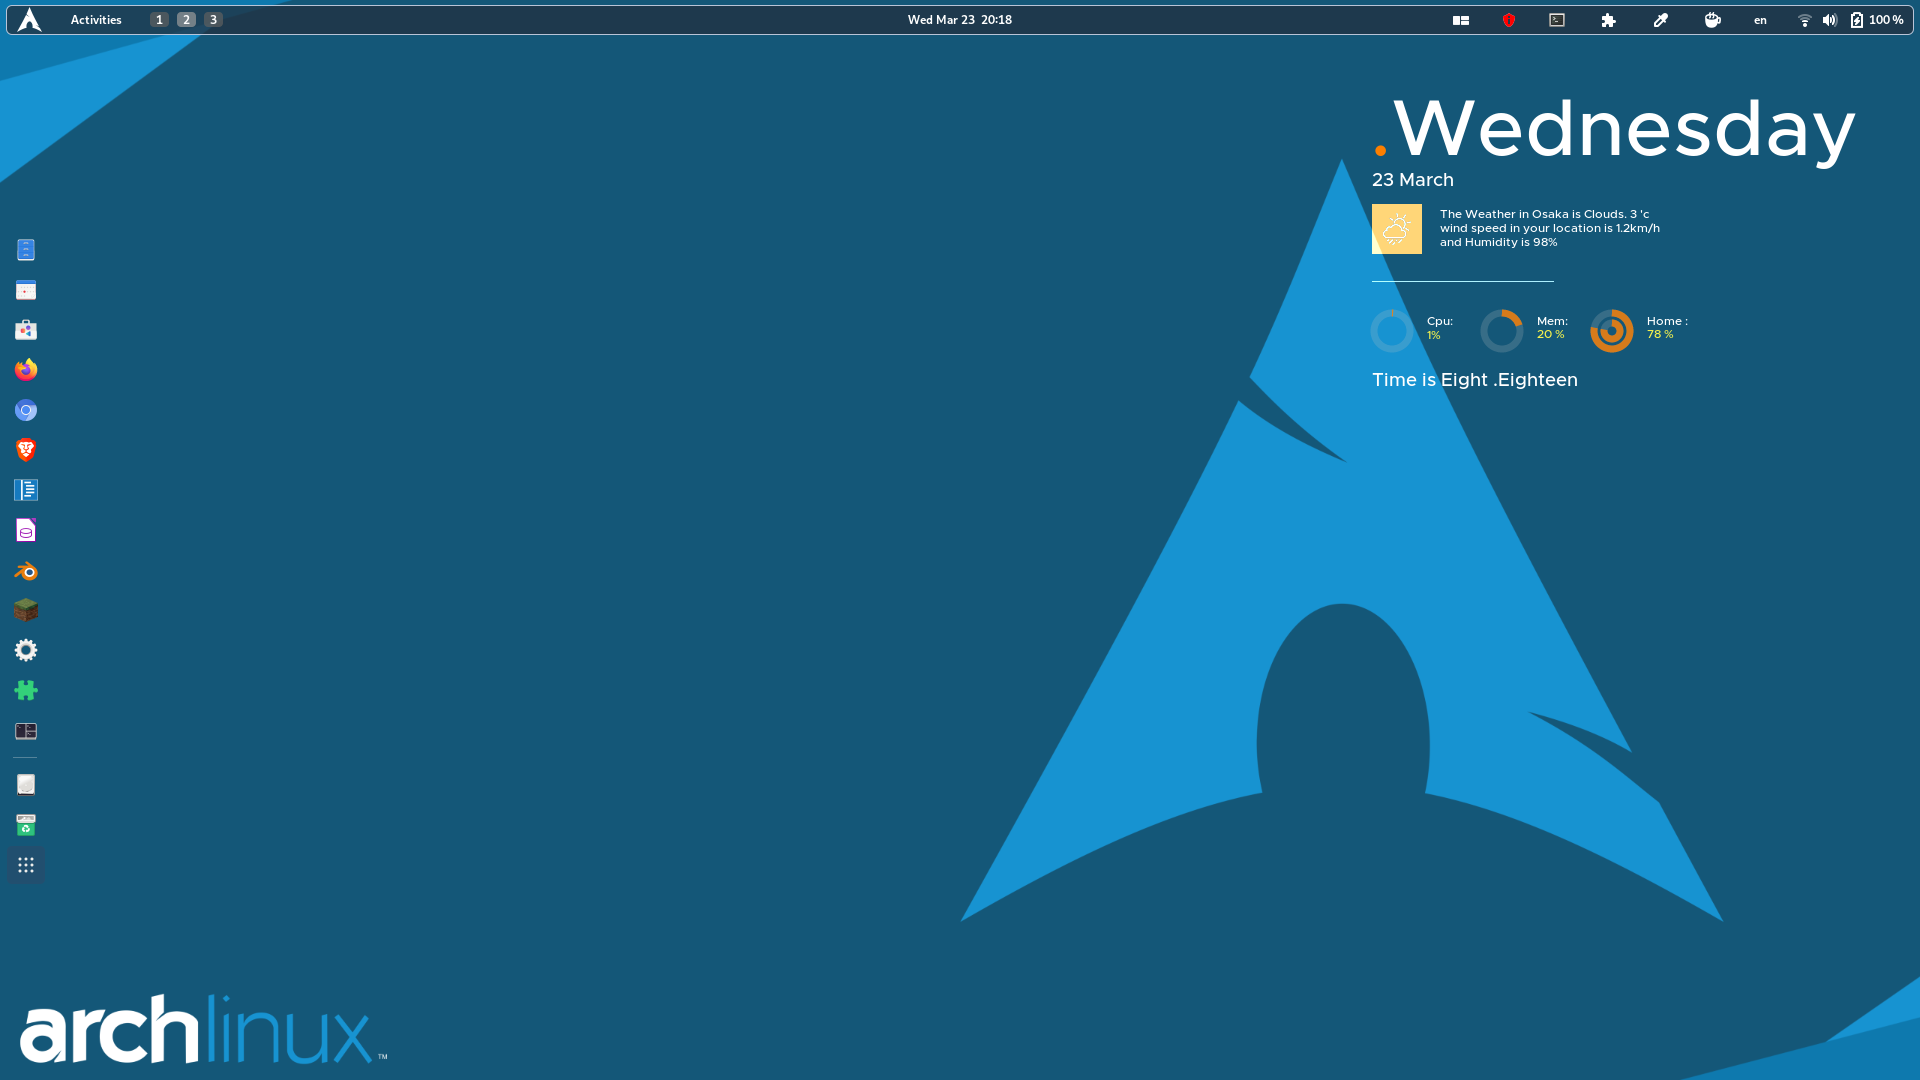 Activities 1 2 3 Wed Mar 23 20:18 en 100 %
.Wednesday
23 March
The Weather in Osaka is Clouds. 3 'c
wind speed in your location is 1.2km/h
and Humidity is 98%
Cpu: Mem: Home :
1% 20 % 78 %
Time is Eight .Eighteen
archlinux ™